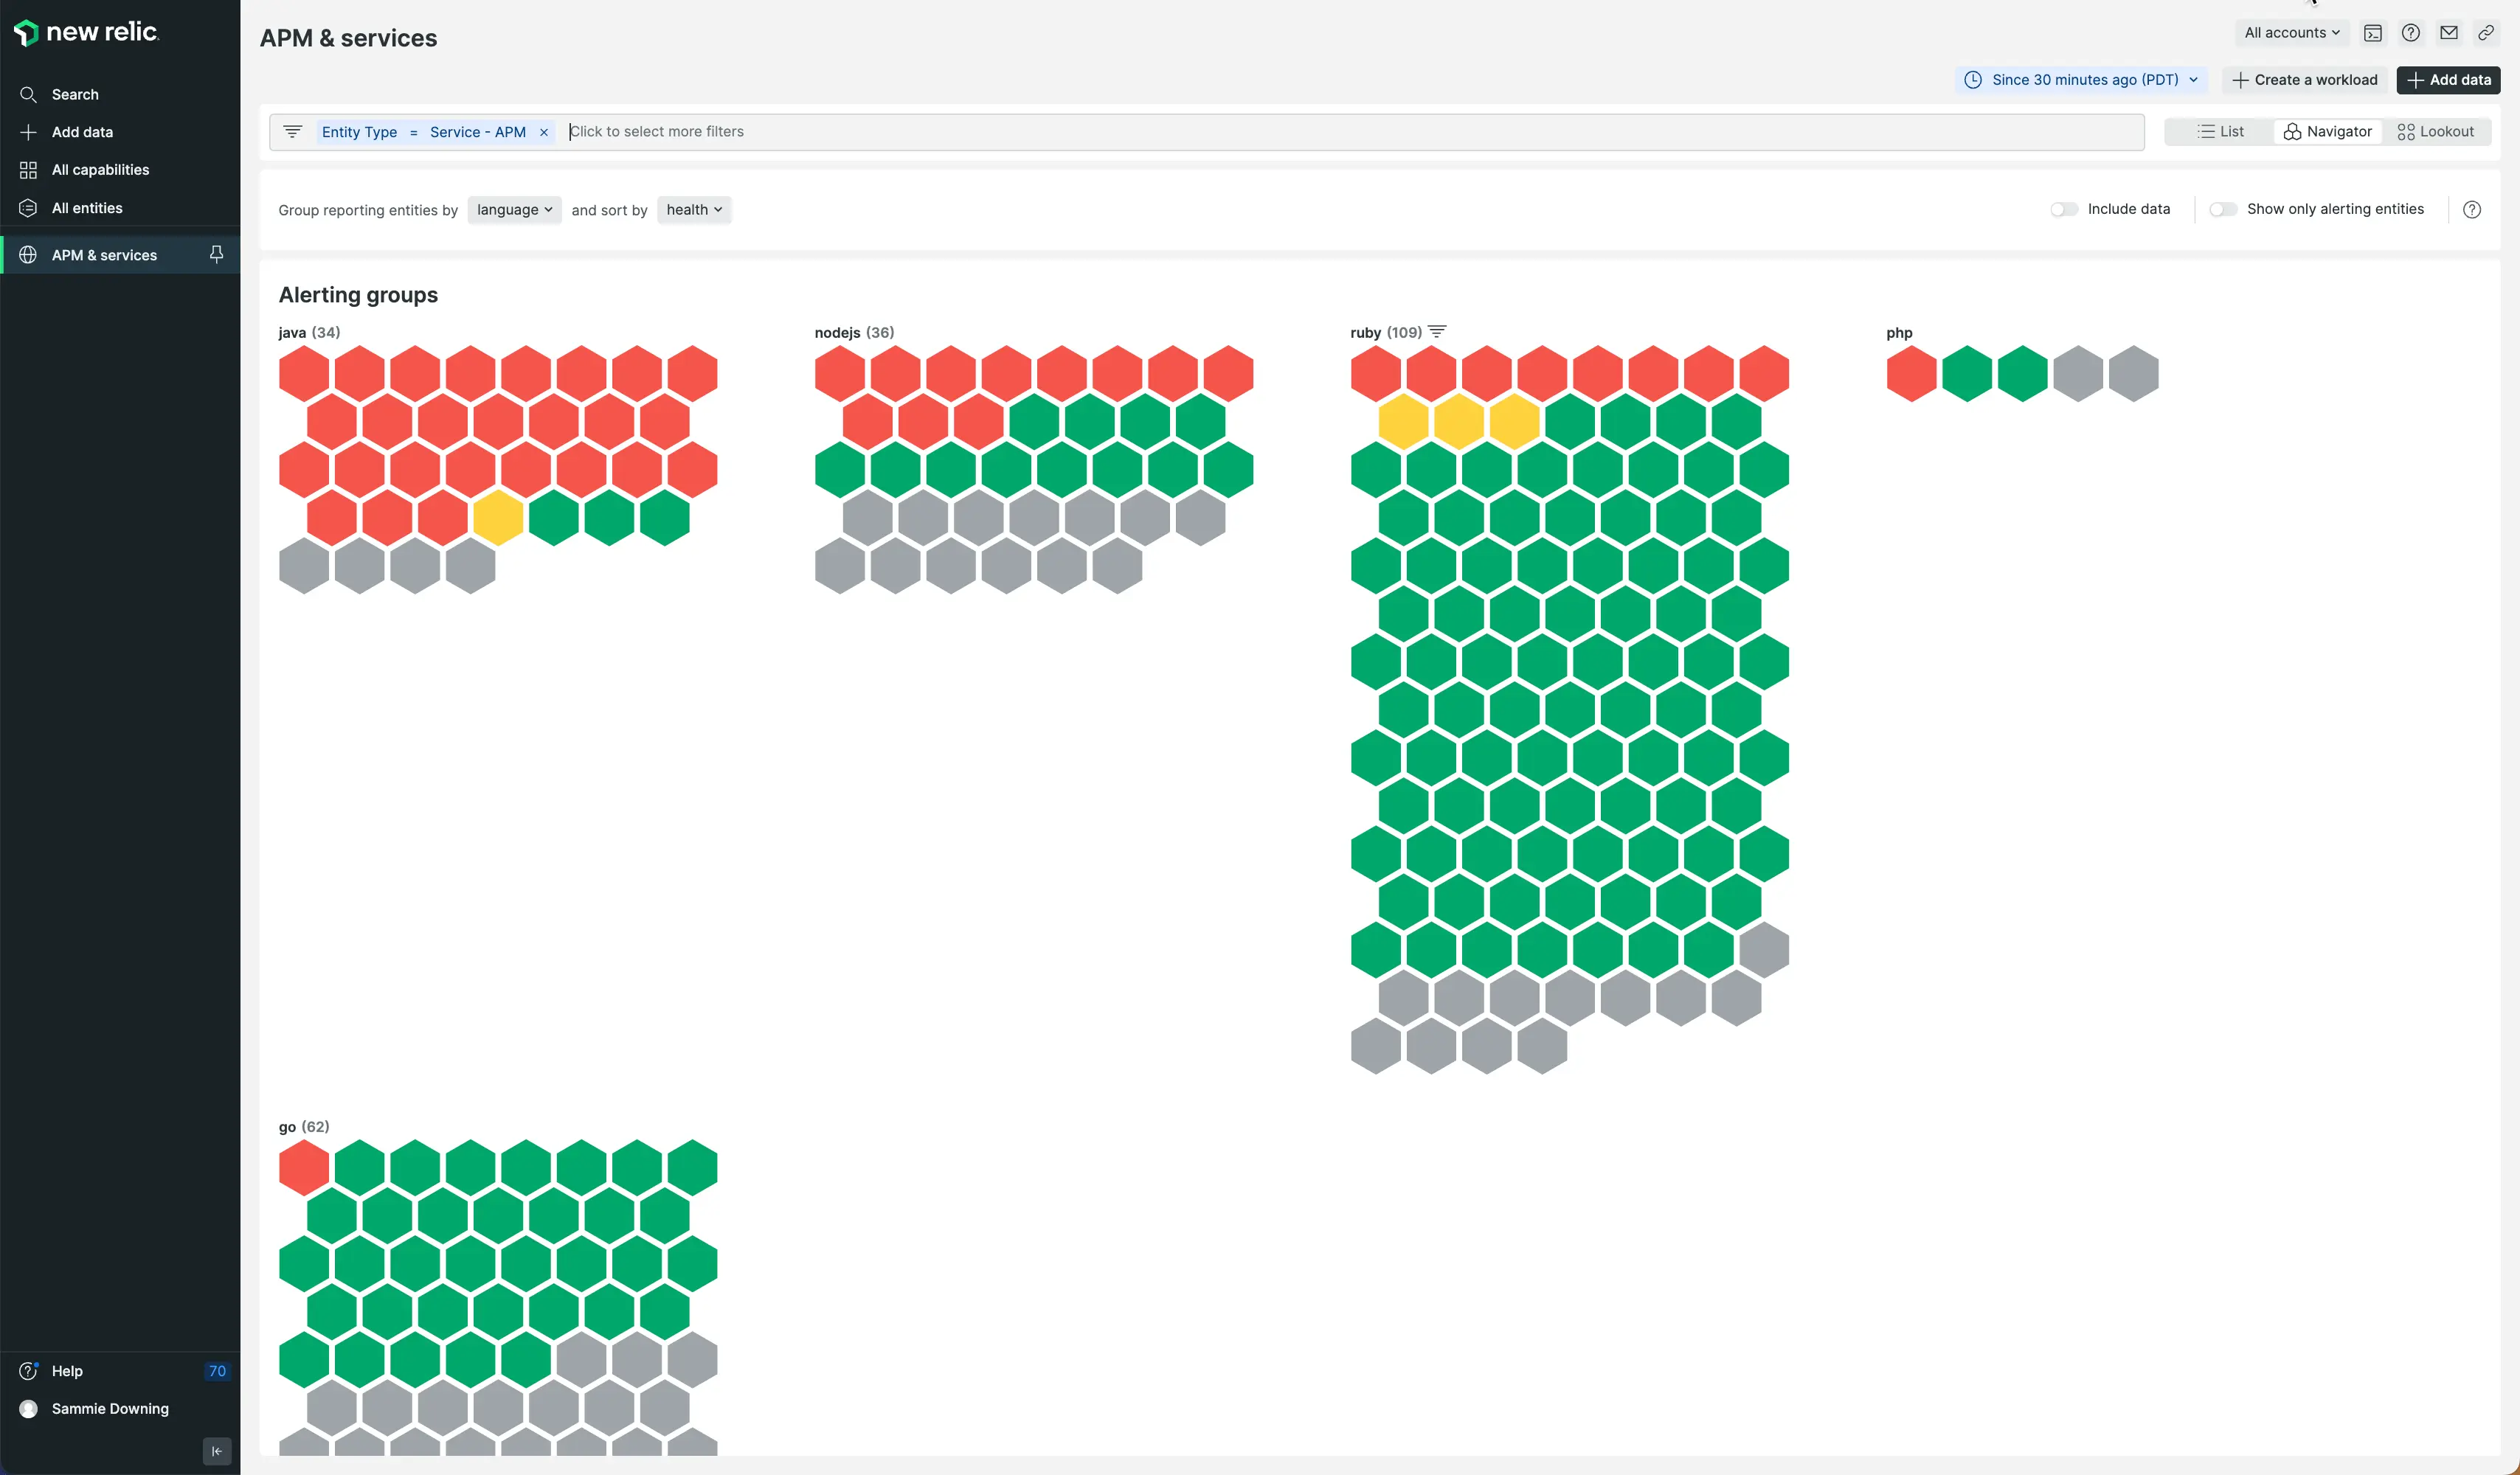 new relic.
APM & services
All accounts
Since 30 minutes ago (PDT)
Create a workload
Add data
Search
Add data
All capabilities
All entities
APM & services
Entity Type = Service - APM × Click to select more filters
List
Navigator
Lookout
Group reporting entities by language and sort by health
Include data
Show only alerting entities
Alerting groups
java (34)
nodejs (36)
ruby (109)
php
go (62)
Help 70
Sammie Downing